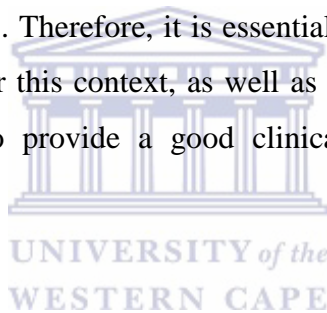 . Therefore, it is essential
r this context, as well as
o provide a good clinica
UNIVERSITY of the
WESTERN CAPE